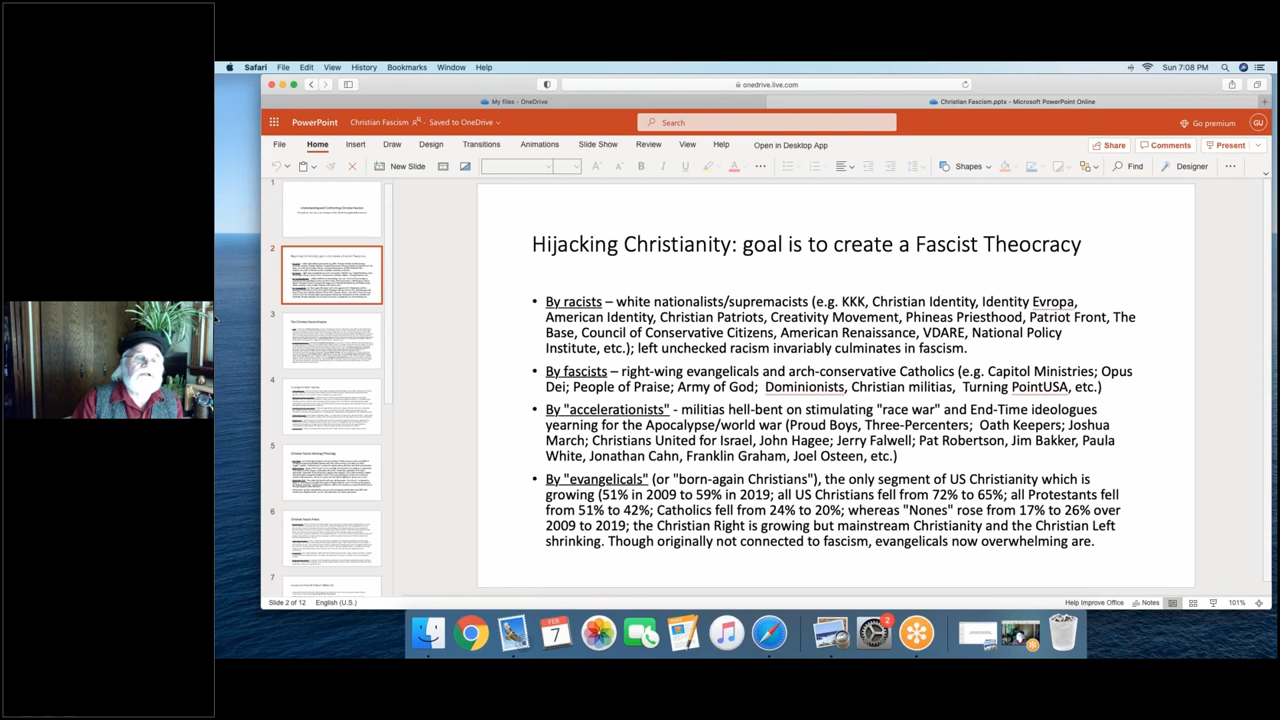 Safari File Edit View History Bookmarks Window Help
Sun 7:08 PM
onedrive.live.com
My files - OneDrive
Christian Fascism.pptx - Microsoft PowerPoint Online
PowerPoint Christian Fascism - Saved to OneDrive
Search
Go premium
GU
File Home Insert Draw Design Transitions Animations Slide Show Review View Help Open in Desktop App
Share Comments Present
New Slide
Shapes
Find
Designer
1
2
3
4
5
6
7
Hijacking Christianity: goal is to create a Fascist Theocracy
• By racists – white nationalists/supremacists (e.g. KKK, Christian Identity, Identity Evropa,
American Identity, Christian Patriots, Creativity Movement, Phineas Priesthood, Patriot Front, The
Base, Council of Conservative Citizens, American Renaissance, VDARE, National Policy
Institute, etc.) left unchecked racism invariably culminates in fascism.
• By fascists – right-wing evangelicals and arch-conservative Catholics (e.g. Capitol Ministries; Opus
Dei; People of Praise; Army of God; Dominionists, Christian militias, Turning PointUSA, etc.)
• - militias hell-bent on stimulating "race war" and End-Time ideologues
yearning for the Apocalypse/world war (Proud Boys, Three-Percenters; Oath Keepers; Joshua
March; Christians United for Israel, John Hagee; Jerry Falwell; Pat Robertson, Jim Bakker, Paula
White, Jonathan Cahn, Franklin Graham, Joel Osteen, etc.)
• By "evangelicals" (or "born-again Christians"), the only segment of US Christianity which is
growing (51% in 2009 to 59% in 2019; all US Christians fell from 72% to 65%; all Protestants fell
from 51% to 42%; Catholics fell from 24% to 20%; whereas "Nones" rose from 17% to 26% over
2009 to 2019; the Christian Right is growing but mainstream Christianity and the Christian Left
shrinking. Though originally not connected to fascism, evangelicals now overwhelmingly are.
Slide 2 of 12 English (U.S.)
Help Improve Office Notes 101%
FEB
7
2